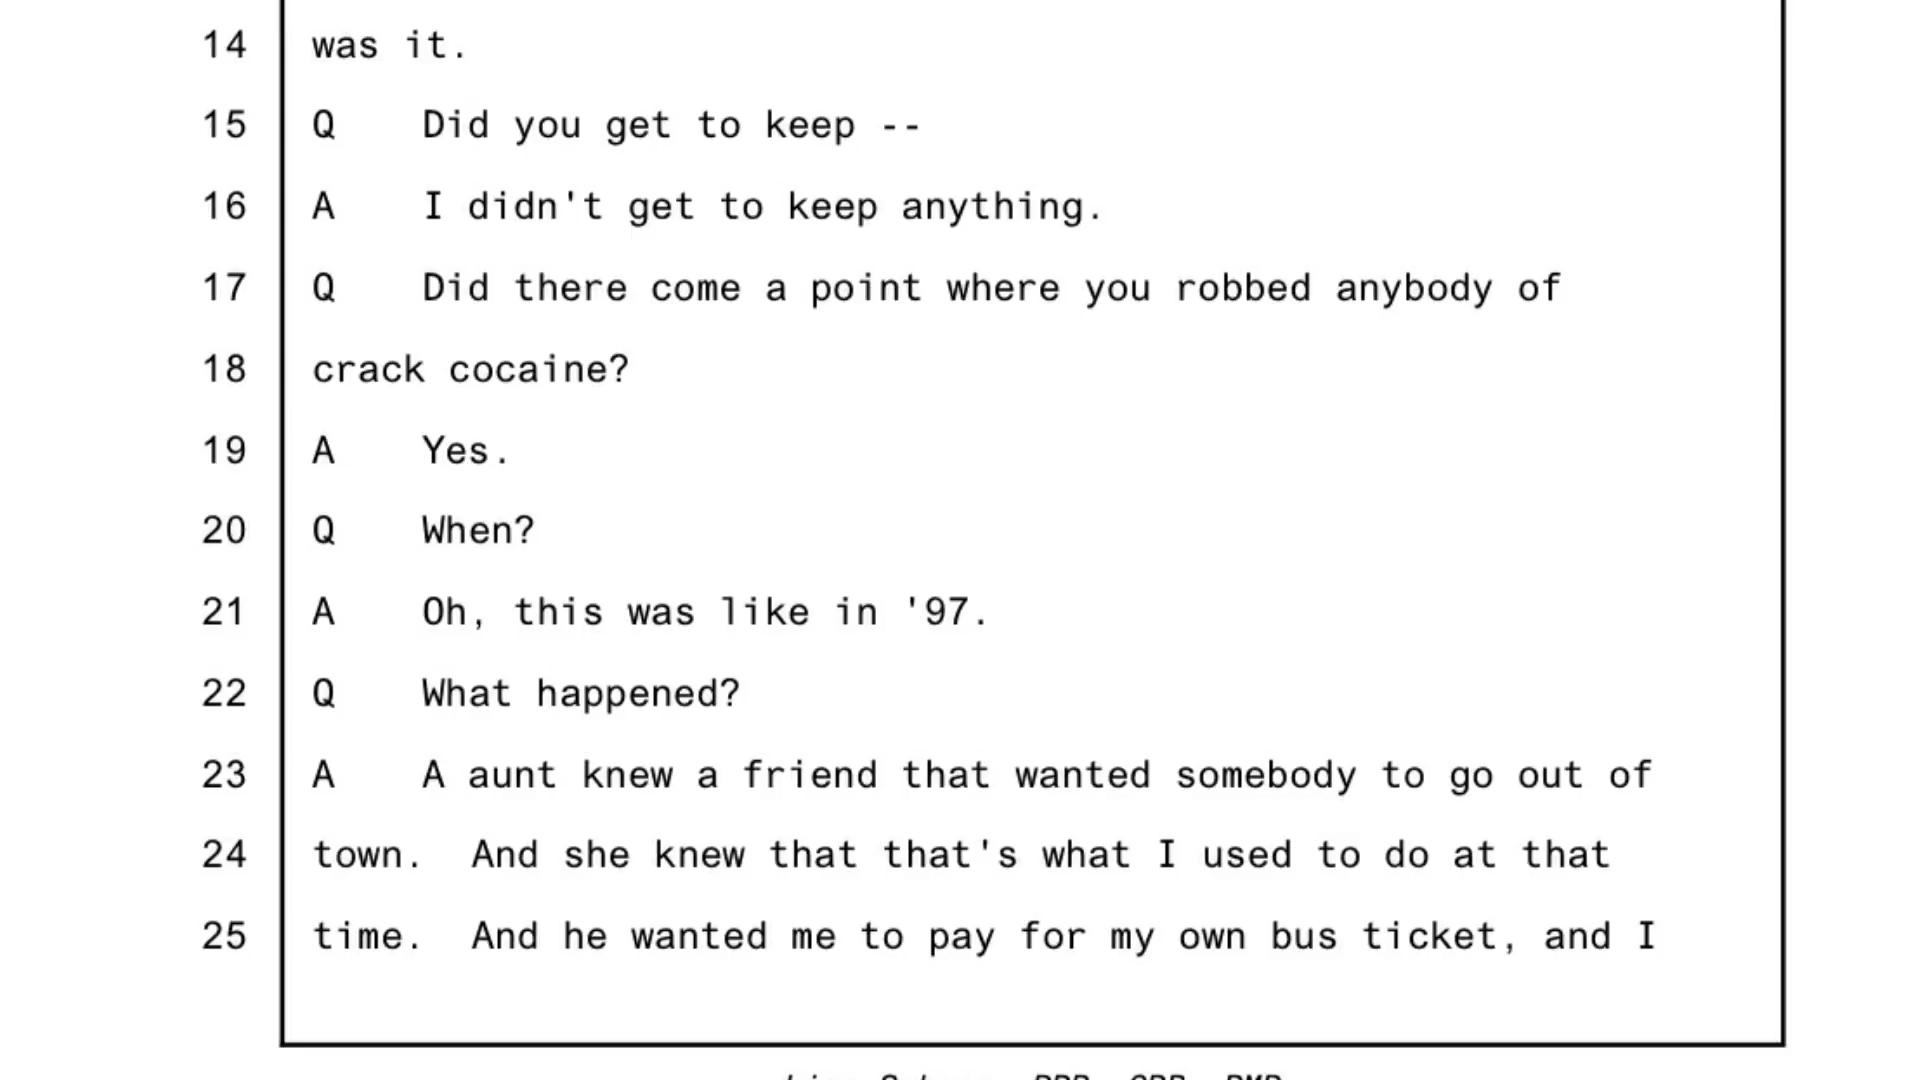 14 was it.
15 Q Did you get to keep --
16 A I didn't get to keep anything.
17 Q Did there come a point where you robbed anybody of
18 crack cocaine?
19 A Yes.
20 Q When?
21 A Oh, this was like in '97.
22 Q What happened?
23 A A aunt knew a friend that wanted somebody to go out of
24 town. And she knew that that's what I used to do at that
25 time. And he wanted me to pay for my own bus ticket, and I